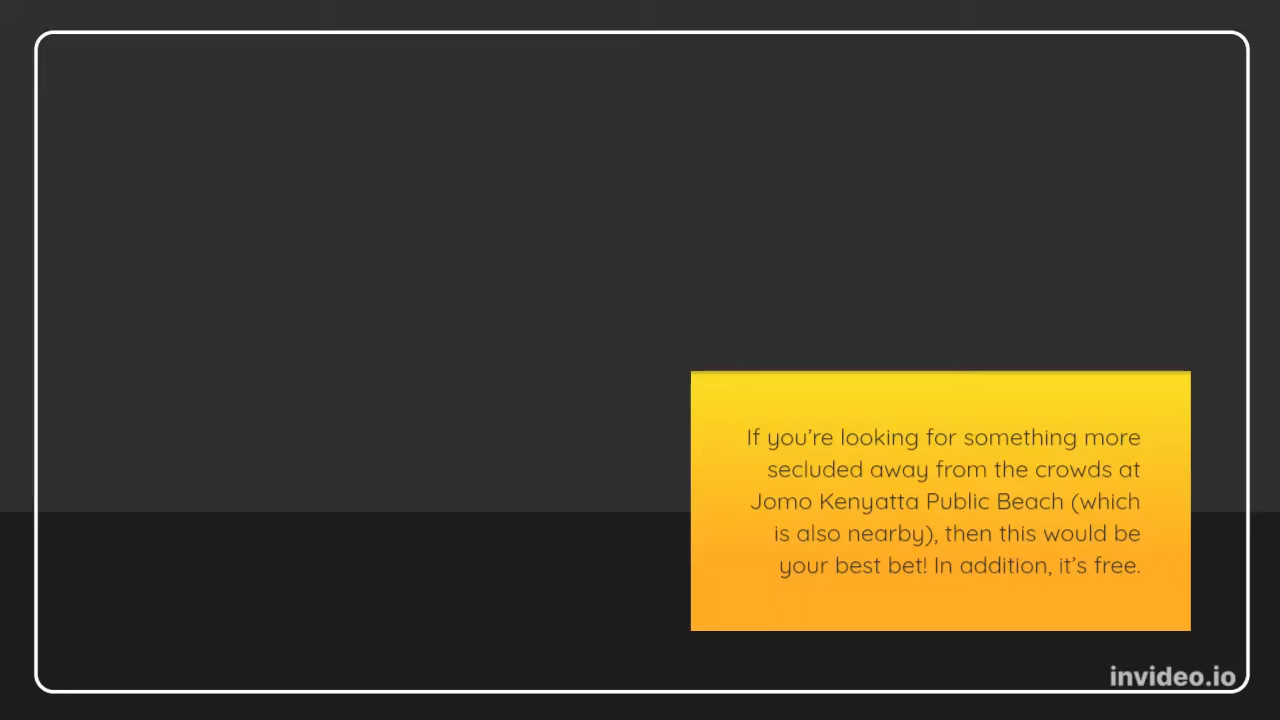 If you’re looking for something more
secluded away from the crowds at
Jomo Kenyatta Public Beach (which
is also nearby), then this would be
your best bet! In addition, it’s free.
invideo.io